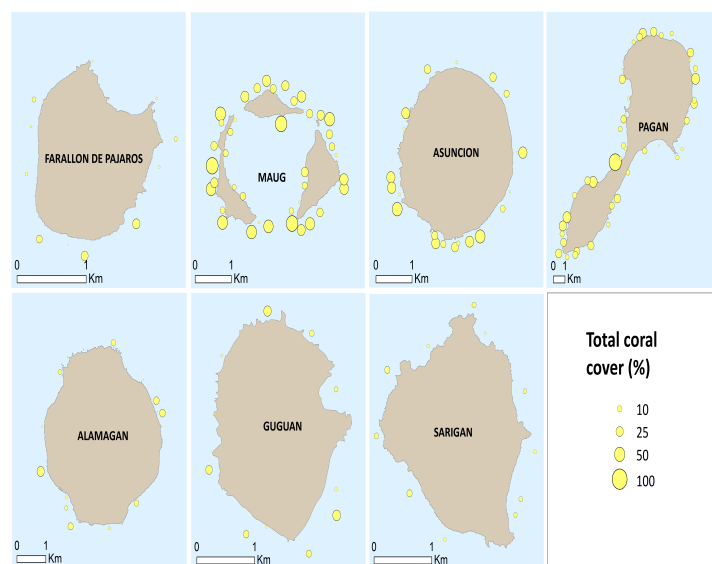 FARALLON DE PAJAROS
0 1
Km
MAUG
0 1
Km
ASUNCION
0 1
Km
PAGAN
0 1
Km
ALAMAGAN
0 1
Km
GUGUAN
0 1
Km
SARIGAN
0 1
Km
Total coral
cover (%)
10
25
50
100